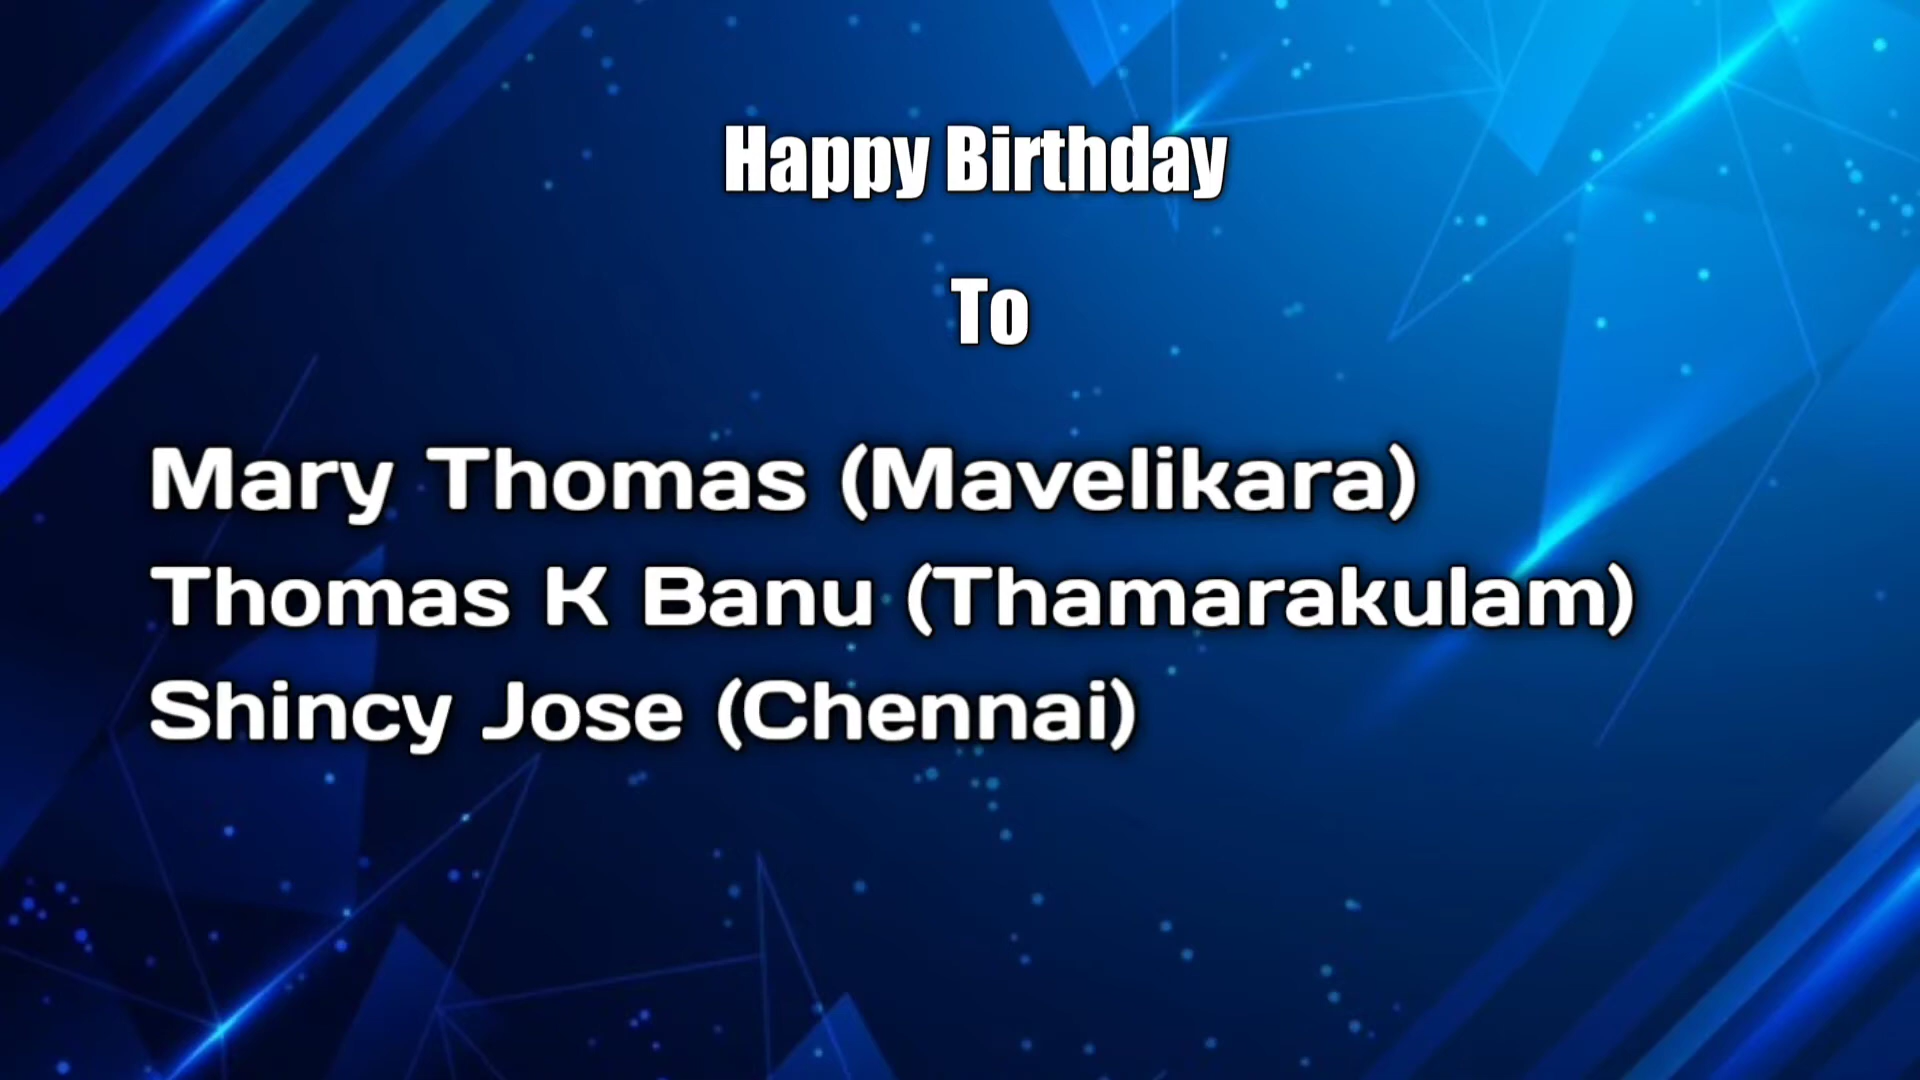 Happy Birthday
To
Mary Thomas (Mavelikara)
Thomas K Banu (Thamarakulam)
Shincy Jose (Chennai)